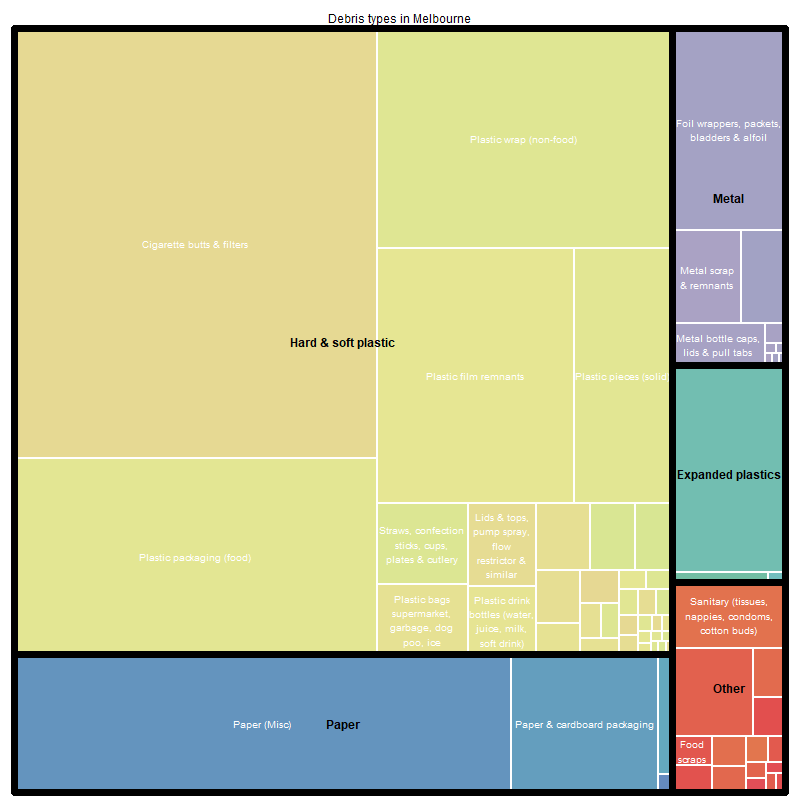 Debris types in Melbourne
Cigarette butts & filters
Plastic wrap (non-food)
Hard & soft plastic
Plastic film remnants
Plastic pieces (solid)
Plastic packaging (food)
Straws, confection
sticks, cups,
plates & cutlery
Lids & tops,
pump spray,
flow
restrictor &
similar
Plastic bags
supermarket,
garbage, dog
poo, ice
Plastic drink
bottles (water,
juice, milk,
soft drink)
Paper (Misc)
Paper
Paper & cardboard packaging
Foil wrappers, packets,
bladders & alfoil
Metal
Metal scrap
& remnants
Metal bottle caps,
lids & pull tabs
Expanded plastics
Sanitary (tissues,
nappies, condoms,
cotton buds)
Other
Food
scraps